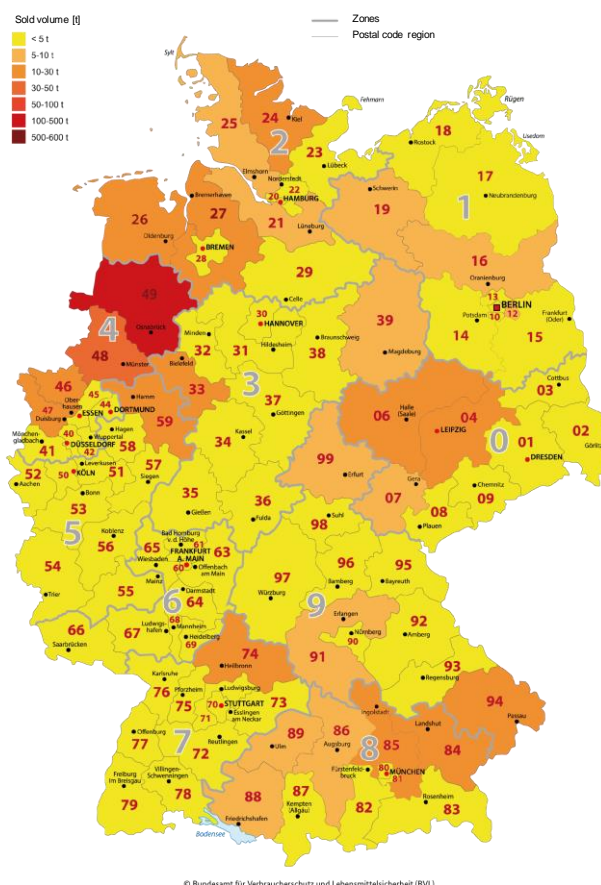 Sold volume [t]
< 5 t
5-10 t
10-30 t
30-50 t
50-100 t
100-500 t
500-600 t
Zones
Postal code region
Sylt
Fehmarn
Rügen
Usedom
25
24
Kiel
2
23
Lübeck
18
Rostock
17
Neubrandenburg
1
Elmshorn
Norderstedt
22
20
HAMBURG
Schwerin
19
Bremerhaven
26
27
21
Lüneburg
Oldenburg
BREMEN
28
16
Oranienburg
29
Celle
13
BERLIN
Potsdam
10
12
Frankfurt
(Oder)
14
15
49
Osnabrück
4
48
Münster
30
HANNOVER
Minden
32
31
Hildesheim
Braunschweig
38
39
Magdeburg
Bielefeld
33
3
37
Göttingen
Cottbus
03
46
45
Hamm
44
DORTMUND
47
Ober-
hausen
ESSEN
Duisburg
59
Hagen
Wuppertal
40
DÜSSELDORF
42
Mönchen-
gladbach
41
58
06
Halle
(Saale)
04
LEIPZIG
0
01
DRESDEN
02
Görlitz
Kassel
34
52
Aachen
Leverkusen
50
KÖLN
51
57
Siegen
Bonn
53
5
99
Erfurt
Gera
07
Chemnitz
08
09
Plauen
35
Gießen
36
Fulda
Suhl
98
Koblenz
56
54
Trier
55
Bad Homburg
v. d. Höhe
61
65
FRANKFURT
A. MAIN
63
Wiesbaden
60
Offenbach
am Main
Mainz
Darmstadt
64
6
97
Würzburg
96
Bamberg
95
Bayreuth
9
Erlangen
92
Amberg
Nürnberg
90
91
93
Regensburg
66
Saarbrücken
67
Ludwigs-
hafen
68
Mannheim
Heidelberg
69
74
Heilbronn
Karlsruhe
76
Pforzheim
75
Ludwigsburg
70
STUTTGART
73
71
Esslingen
am Neckar
Reutlingen
72
7
Offenburg
77
Villingen-
Schwenningen
78
Freiburg
im Breisgau
79
Ingolstadt
94
Passau
Landshut
84
89
Ulm
86
Augsburg
8
85
Fürstenfeld-
bruck
80
MÜNCHEN
81
88
Friedrichshafen
Bodensee
87
Kempten
(Allgäu)
82
Rosenheim
83
© Bundesamt für Verbraucherschutz und Lebensmittelsicherheit (BVL)